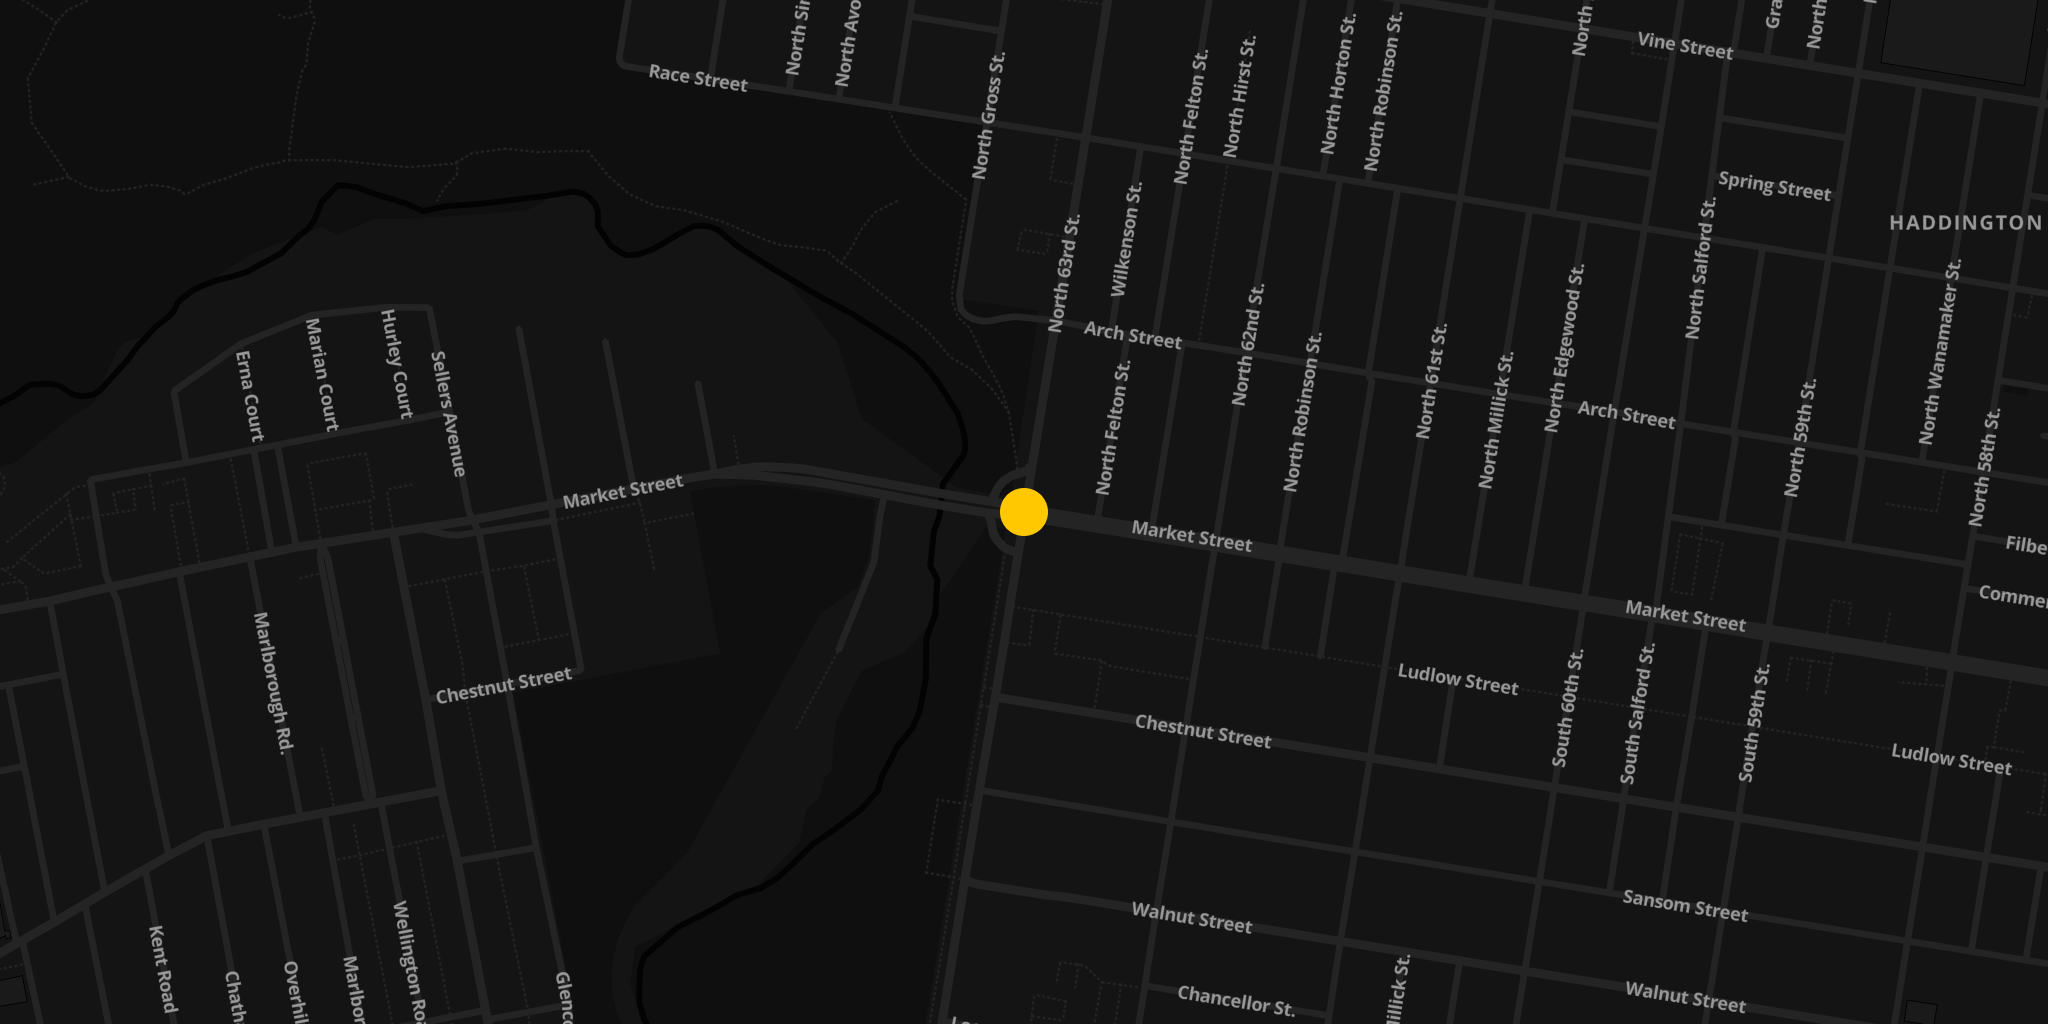 Race Street
North Gross St.
North Felton St.
North Hirst St.
North Horton St.
North Robinson St.
North
Vine Street
North
Spring Street
HADDINGTON
North Salford St.
North 63rd St.
Wilkenson St.
Arch Street
North 62nd St.
North Robinson St.
North Felton St.
North 61st St.
North Millick St.
North Edgewood St.
Arch Street
North 59th St.
North Wanamaker St.
North 58th St.
Erna Court
Marian Court
Hurley Court
Sellers Avenue
Market Street
Market Street
Market Street
Marlborough Rd.
Chestnut Street
Chestnut Street
Ludlow Street
South 60th St.
South Salford St.
South 59th St.
Ludlow Street
Sansom Street
Walnut Street
Walnut Street
Chancellor St.
Kent Road